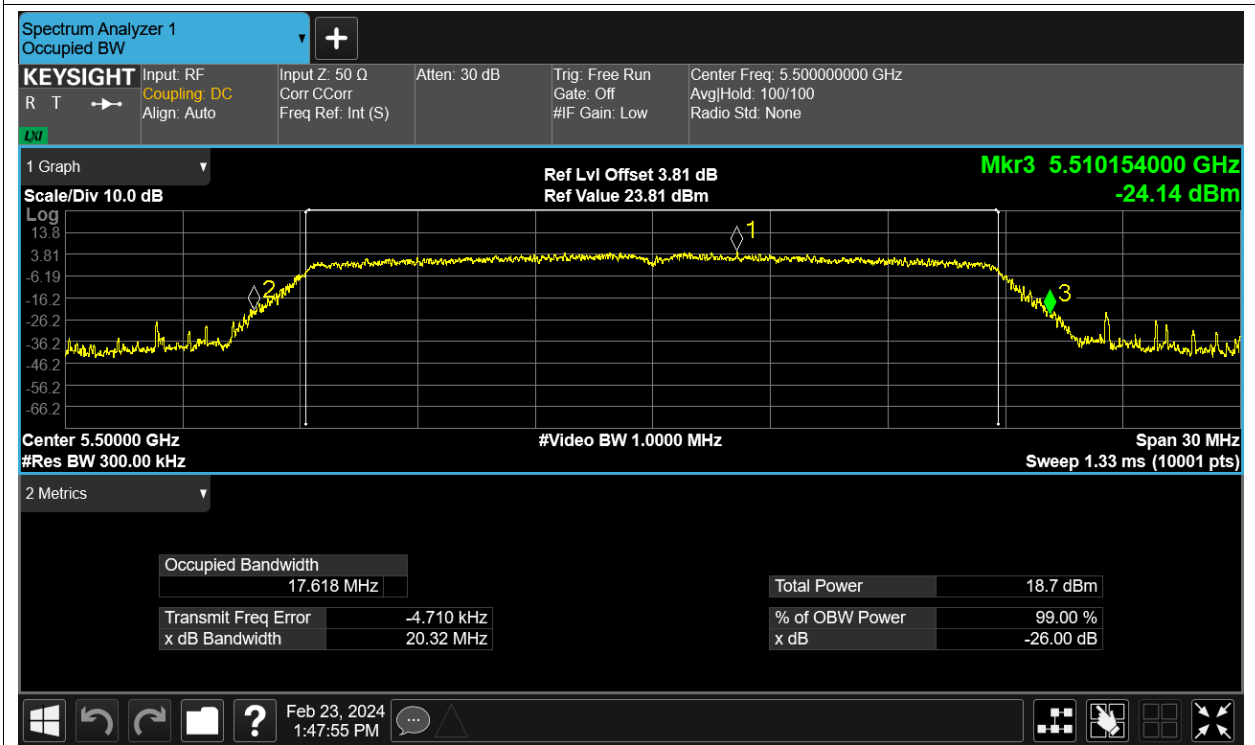 Spectrum Analyzer 1
Occupied BW
KEYSIGHT
R T
LXI
Input: RF
Coupling: DC
Align: Auto
Input Z: 50 Ω
Corr CCorr
Freq Ref: Int (S)
Atten: 30 dB
Trig: Free Run
Gate: Off
#IF Gain: Low
Center Freq: 5.500000000 GHz
Avg|Hold: 100/100
Radio Std: None
1 Graph
Scale/Div 10.0 dB
Ref Lvl Offset 3.81 dB
Ref Value 23.81 dBm
Mkr3 5.510154000 GHz
-24.14 dBm
Log
13.8
3.81
-6.19
-16.2
-26.2
-36.2
-46.2
-56.2
-66.2
1
2
3
Center 5.50000 GHz
#Video BW 1.0000 MHz
Span 30 MHz
#Res BW 300.00 kHz
Sweep 1.33 ms (10001 pts)
2 Metrics
Occupied Bandwidth
17.618 MHz
Total Power 18.7 dBm
Transmit Freq Error -4.710 kHz
% of OBW Power 99.00 %
x dB Bandwidth 20.32 MHz
x dB -26.00 dB
?
Feb 23, 2024
1:47:55 PM